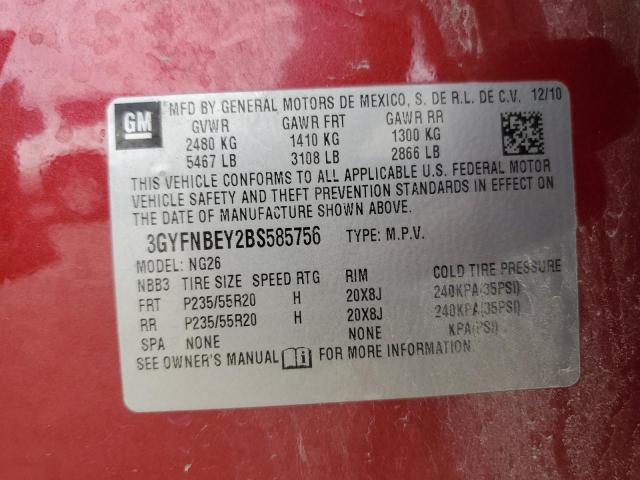 GM
MFD BY GENERAL MOTORS DE MEXICO, S. DE R.L. DE C.V. 12/10
GVWR GAWR FRT GAWR RR
2480 KG 1410 KG 1300 KG
5467 LB 3108 LB 2866 LB
THIS VEHICLE CONFORMS TO ALL APPLICABLE U.S. FEDERAL MOTOR
VEHICLE SAFETY AND THEFT PREVENTION STANDARDS IN EFFECT ON
THE DATE OF MANUFACTURE SHOWN ABOVE.
3GYFNBEY2BS585756 TYPE: M.P.V.
MODEL: NG26
NBB3 TIRE SIZE SPEED RTG RIM COLD TIRE PRESSURE
FRT P235/55R20 H 20X8J 240KPA(35PSI)
RR P235/55R20 H 20X8J 240KPA(35PSI)
SPA NONE NONE KPA(PSI)
SEE OWNER'S MANUAL FOR MORE INFORMATION.